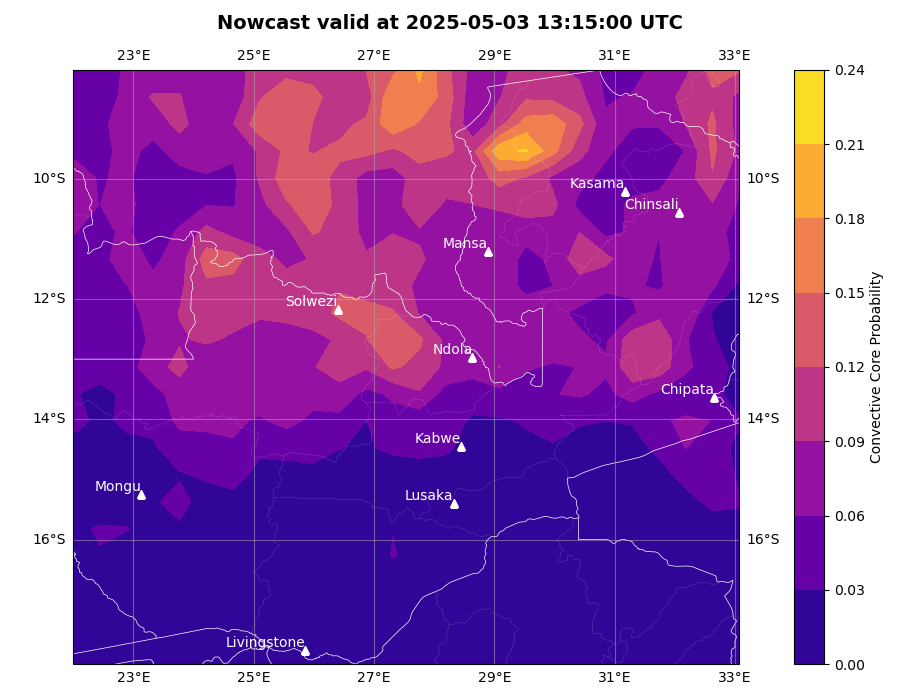 Nowcast valid at 2025-05-03 13:15:00 UTC
23°E 25°E 27°E 29°E 31°E 33°E
0.24
0.21
10°S Kasama 10°S
Chinsali
0.18
Mansa
0.15
12°S Solwezi 12°S
Convective Core Probability
Ndola
0.12
Chipata
14°S 14°S
Kabwe
0.09
Mongu
Lusaka
0.06
16°S 16°S
0.03
Livingstone
0.00
23°E 25°E 27°E 29°E 31°E 33°E